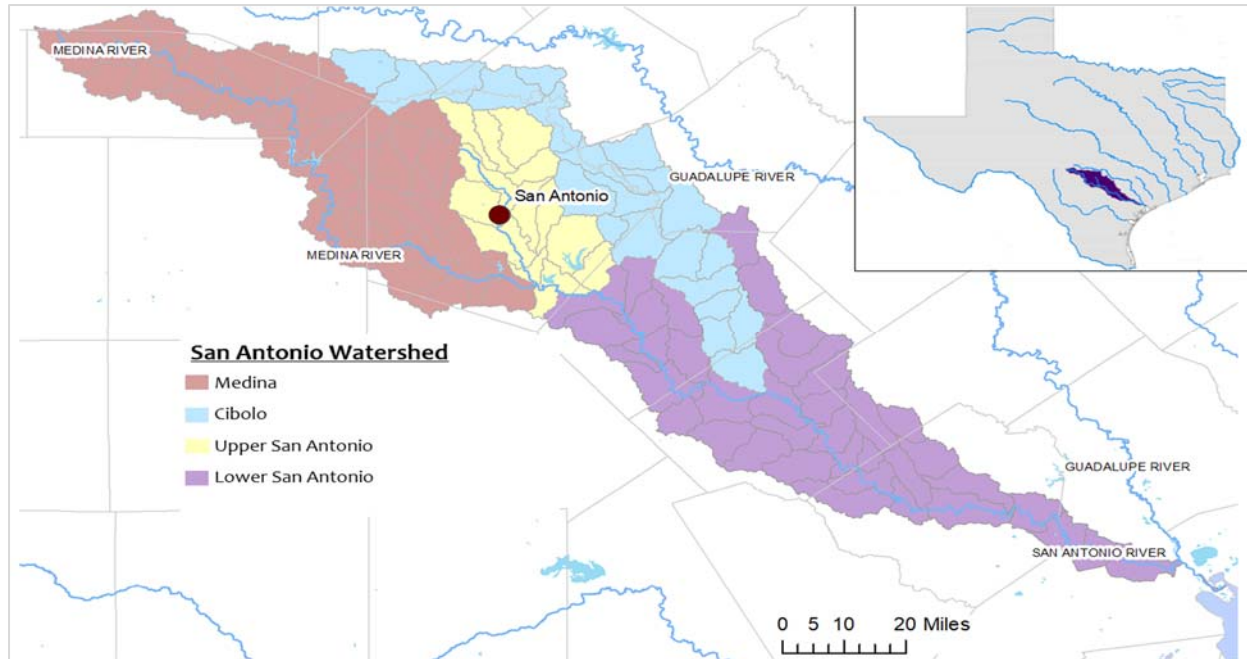 MEDINA RIVER
GUADALUPE RIVER
San Antonio
MEDINA RIVER
San Antonio Watershed
Medina
Cibolo
Upper San Antonio
Lower San Antonio
GUADALUPE RIVER
SAN ANTONIO RIVER
0 5 10 20 Miles